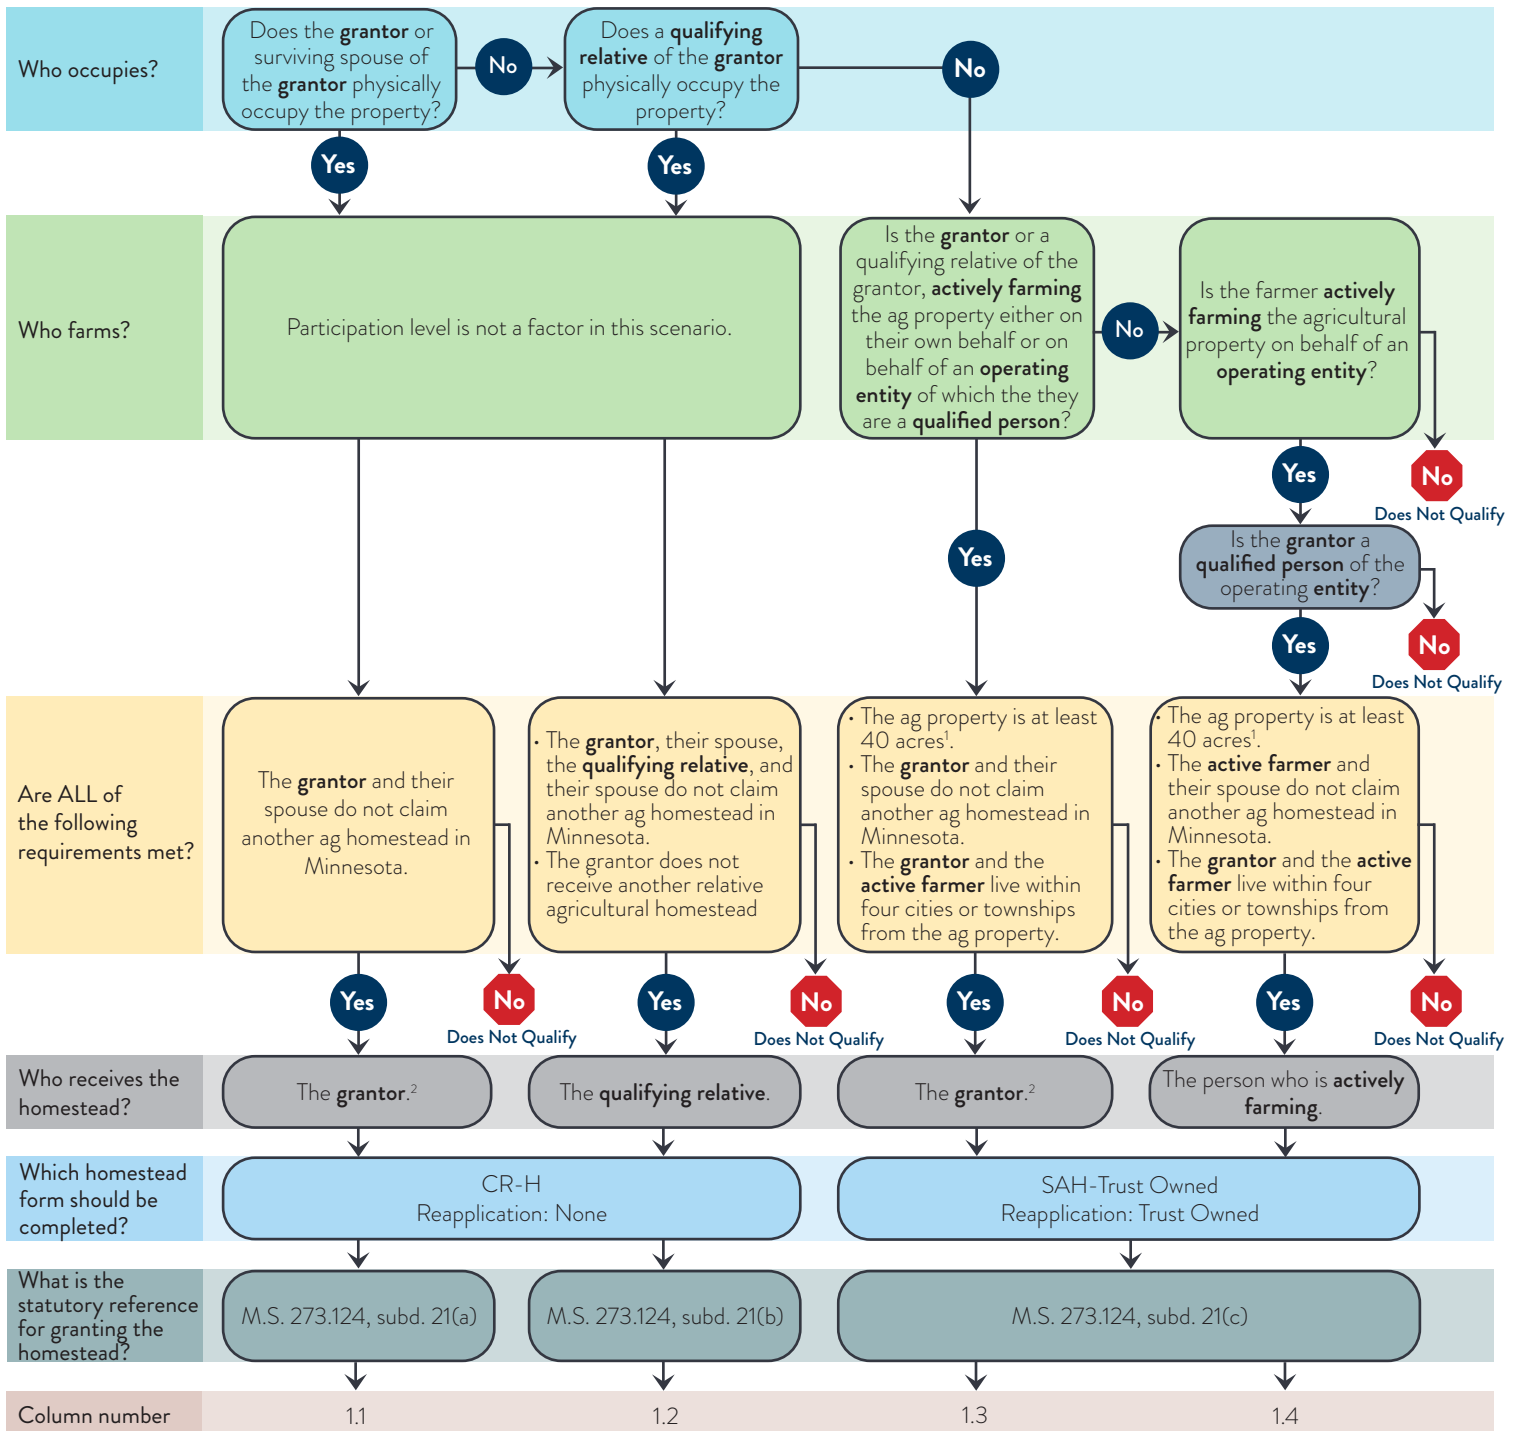 Who occupies?
Does the grantor or
surviving spouse of
the grantor physically
occupy the property?
No
Does a qualifying
relative of the grantor
physically occupy the
property?
No
Yes
Yes
Who farms?
Participation level is not a factor in this scenario.
Is the grantor or a
qualifying relative of the
grantor, actively farming
the ag property either on
their own behalf or on
behalf of an operating
entity of which the they
are a qualified person?
No
Is the farmer actively
farming the agricultural
property on behalf of an
operating entity?
Yes
No
Does Not Qualify
Yes
Is the grantor a
qualified person of the
operating entity?
Yes
No
Does Not Qualify
Are ALL of
the following
requirements met?
The grantor and their
spouse do not claim
another ag homestead in
Minnesota.
· The grantor, their spouse,
the qualifying relative, and
their spouse do not claim
another ag homestead in
Minnesota.
· The grantor does not
receive another relative
agricultural homestead
· The ag property is at least
40 acres¹.
· The grantor and their
spouse do not claim
another ag homestead in
Minnesota.
· The grantor and the
active farmer live within
four cities or townships
from the ag property.
· The ag property is at least
40 acres¹.
· The active farmer and
their spouse do not claim
another ag homestead in
Minnesota.
· The grantor and the active
farmer live within four
cities or townships from
the ag property.
Yes
No
Does Not Qualify
Yes
No
Does Not Qualify
Yes
No
Does Not Qualify
Yes
No
Does Not Qualify
Who receives the
homestead?
The grantor.²
The qualifying relative.
The grantor.²
The person who is actively
farming.
Which homestead
form should be
completed?
CR-H
Reapplication: None
SAH-Trust Owned
Reapplication: Trust Owned
What is the
statutory reference
for granting the
homestead?
M.S. 273.124, subd. 21(a)
M.S. 273.124, subd. 21(b)
M.S. 273.124, subd. 21(c)
Column number
1.1
1.2
1.3
1.4